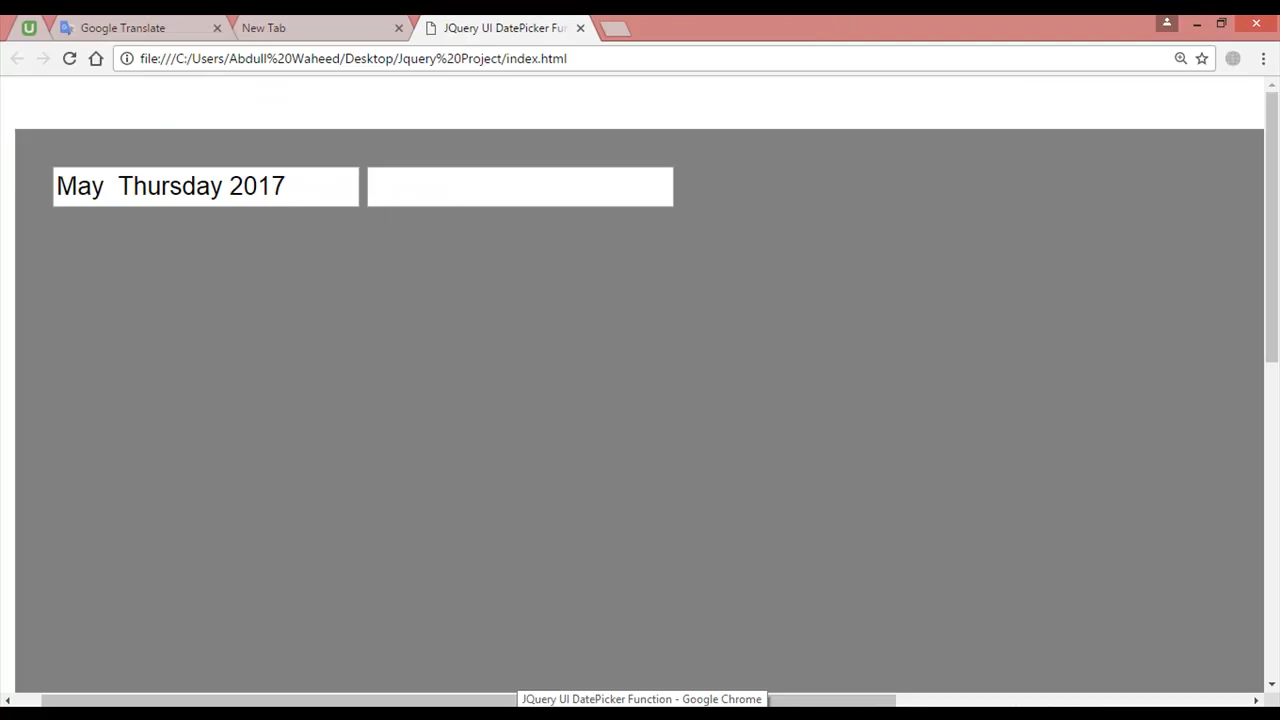 U
Google Translate
New Tab
JQuery UI DatePicker Fun
file:///C:/Users/Abdull%20Waheed/Desktop/Jquery%20Project/index.html
May  Thursday 2017
JQuery UI DatePicker Function - Google Chrome